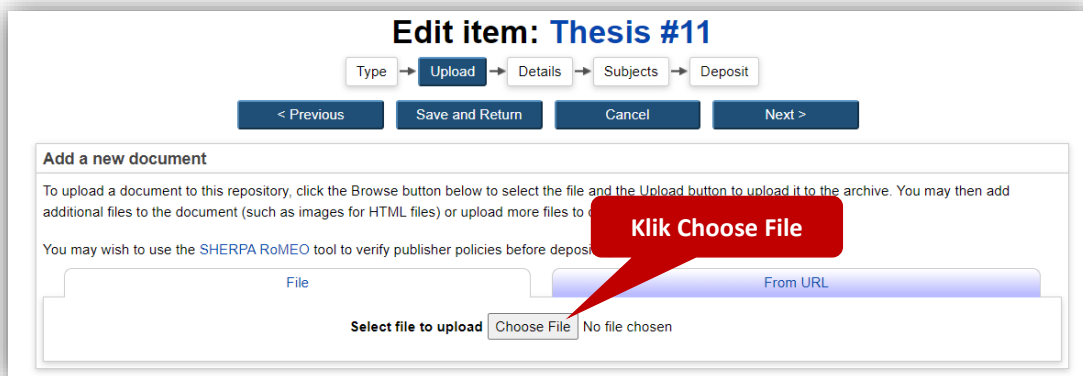 Edit item: Thesis #11
Type Upload Details Subjects Deposit
< Previous Save and Return Cancel Next >
Add a new document
To upload a document to this repository, click the Browse button below to select the file and the Upload button to upload it to the archive. You may then add
additional files to the document (such as images for HTML files) or upload more files to
Klik Choose File
You may wish to use the SHERPA RoMEO tool to verify publisher policies before
File From URL
Select file to upload Choose File No file chosen